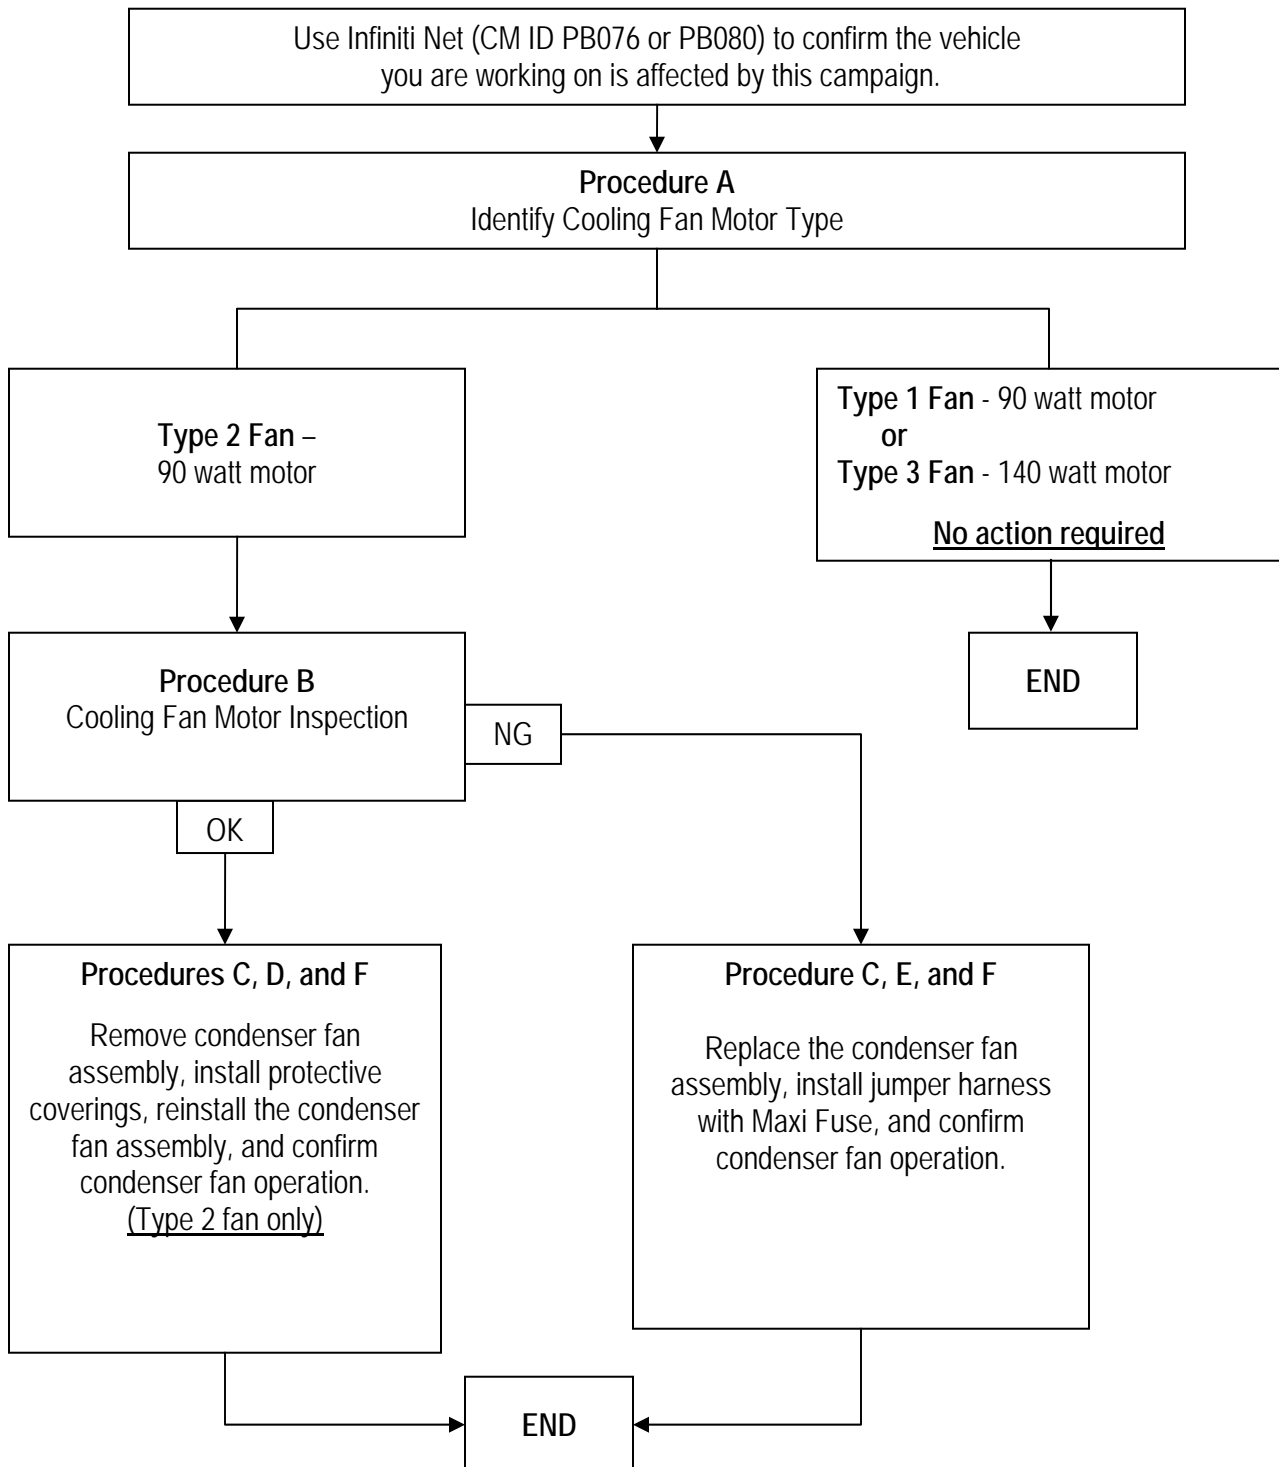 Use Infiniti Net (CM ID PB076 or PB080) to confirm the vehicle
you are working on is affected by this campaign.
Procedure A
Identify Cooling Fan Motor Type
Type 2 Fan –
90 watt motor
Type 1 Fan - 90 watt motor
or
Type 3 Fan - 140 watt motor
No action required
Procedure B
Cooling Fan Motor Inspection
NG
END
OK
Procedures C, D, and F
Remove condenser fan
assembly, install protective
coverings, reinstall the condenser
fan assembly, and confirm
condenser fan operation.
(Type 2 fan only)
Procedure C, E, and F
Replace the condenser fan
assembly, install jumper harness
with Maxi Fuse, and confirm
condenser fan operation.
END